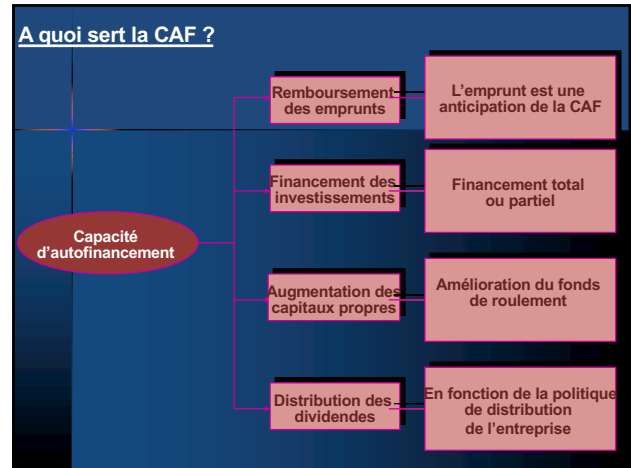 A quoi sert la CAF ?
Remboursement
des emprunts
L’emprunt est une
anticipation de la CAF
Financement des
investissements
Financement total
ou partiel
Capacité
d’autofinancement
Augmentation des
capitaux propres
Amélioration du fonds
de roulement
Distribution des
dividendes
En fonction de la politique
de distribution
de l’entreprise